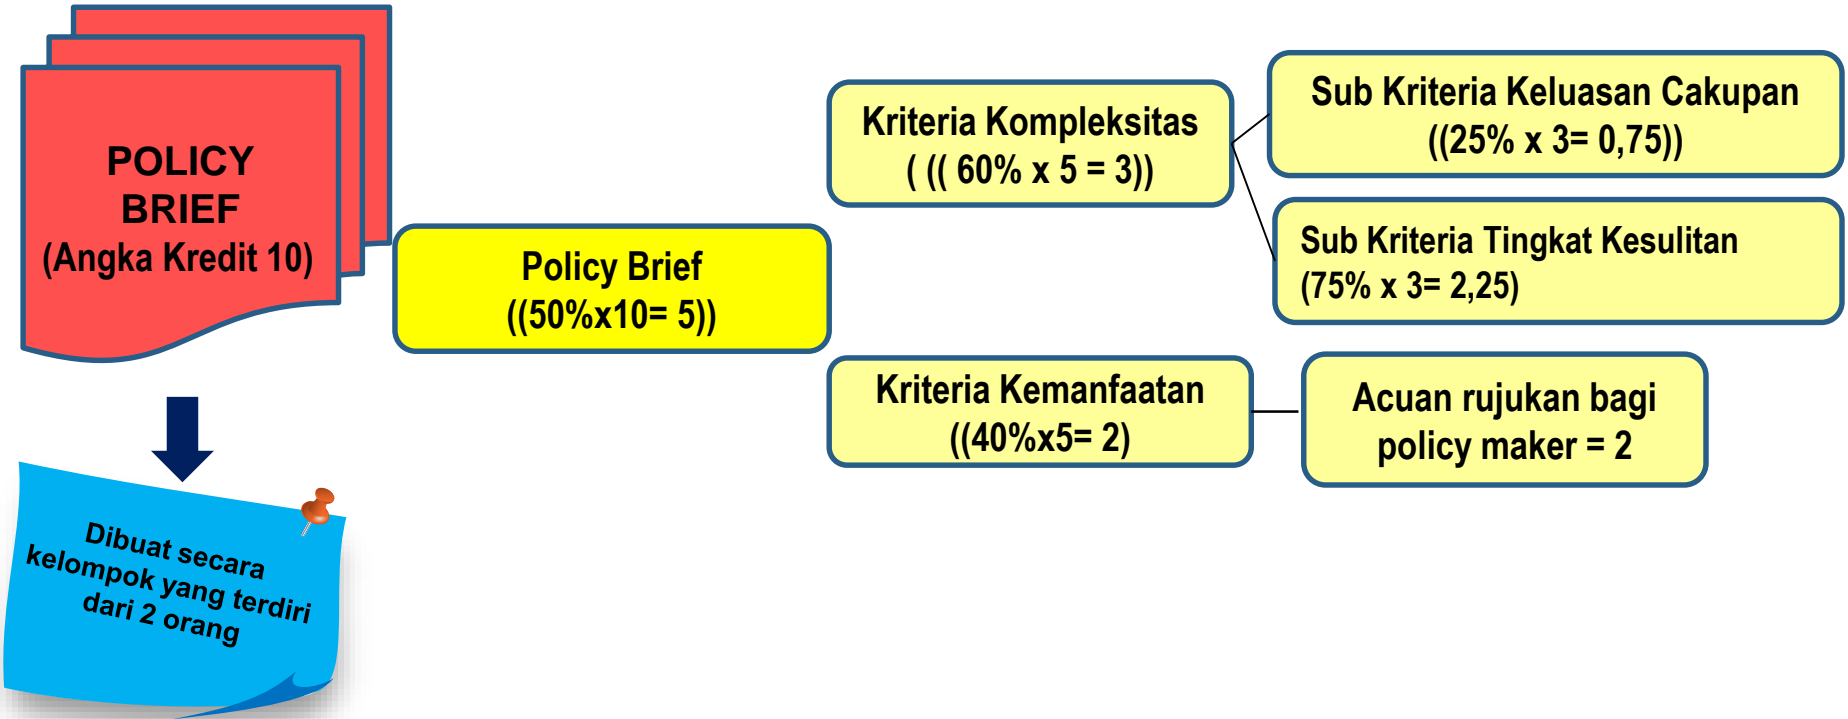 POLICY
BRIEF
(Angka Kredit 10)
Dibuat secara
kelompok yang terdiri
dari 2 orang
Policy Brief
((50%x10= 5))
Kriteria Kompleksitas
( (( 60% x 5 = 3))
Sub Kriteria Keluasan Cakupan
((25% x 3= 0,75))
Sub Kriteria Tingkat Kesulitan
(75% x 3= 2,25)
Kriteria Kemanfaatan
((40%x5= 2)
Acuan rujukan bagi
policy maker = 2